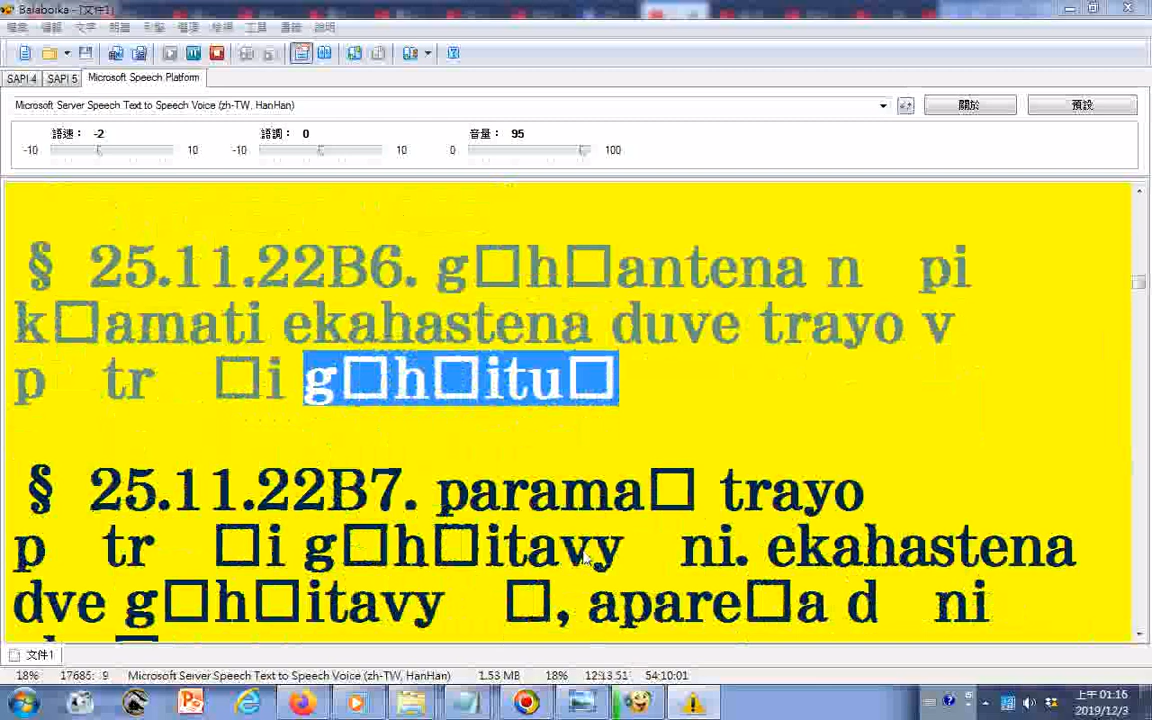 Balabolka - [文件1]
SAPI 4 SAPI 5 Microsoft Speech Platform
Microsoft Server Speech Text to Speech Voice (zh-TW, HanHan) 關於 預設
語速： -2 語調： 0 音量： 95
-10 10 -10 10 0 100
§ 25.11.22B6. g□h□antena n pi
k□amati ekahastena duve trayo v
p tr □i g□h□itu□
§ 25.11.22B7. parama□ trayo
p tr □i g□h□itavy ni. ekahastena
dve g□h□itavy □, apare□a d ni
文件1
18% 17685: 9 Microsoft Server Speech Text to Speech Voice (zh-TW, HanHan) 1.53 MB 18% 12:13.51 54:10:01
上午 01:16
2019/12/3